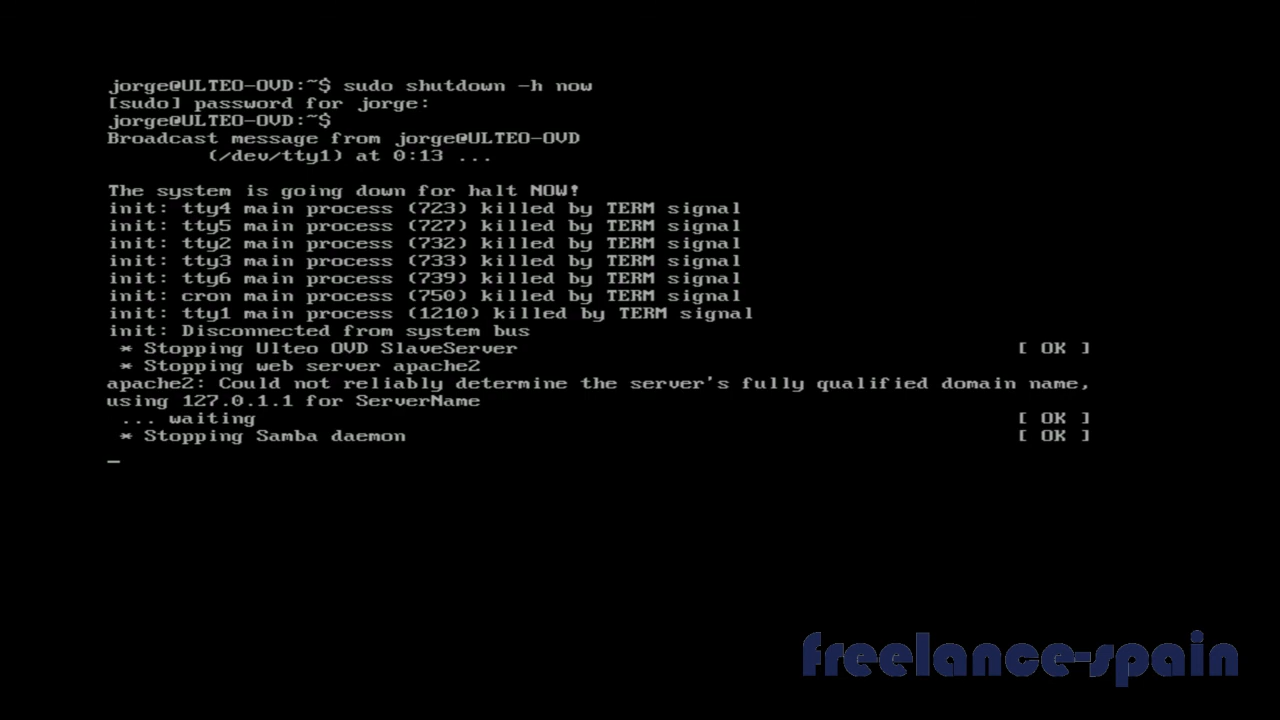 jorge@ULTEO-OVD:~$ sudo shutdown -h now
[sudo] password for jorge:
jorge@ULTEO-OVD:~$
Broadcast message from jorge@ULTEO-OVD
(/dev/tty1) at 0:13 ...
The system is going down for halt NOW!
init: tty4 main process (723) killed by TERM signal
init: tty5 main process (727) killed by TERM signal
init: tty2 main process (732) killed by TERM signal
init: tty3 main process (733) killed by TERM signal
init: tty6 main process (739) killed by TERM signal
init: cron main process (750) killed by TERM signal
init: tty1 main process (1210) killed by TERM signal
init: Disconnected from system bus
* Stopping Ulteo OVD SlaveServer [ OK ]
* Stopping web server apache2
apache2: Could not reliably determine the server's fully qualified domain name,
using 127.0.1.1 for ServerName
... waiting [ OK ]
* Stopping Samba daemon [ OK ]
_
freelance-spain